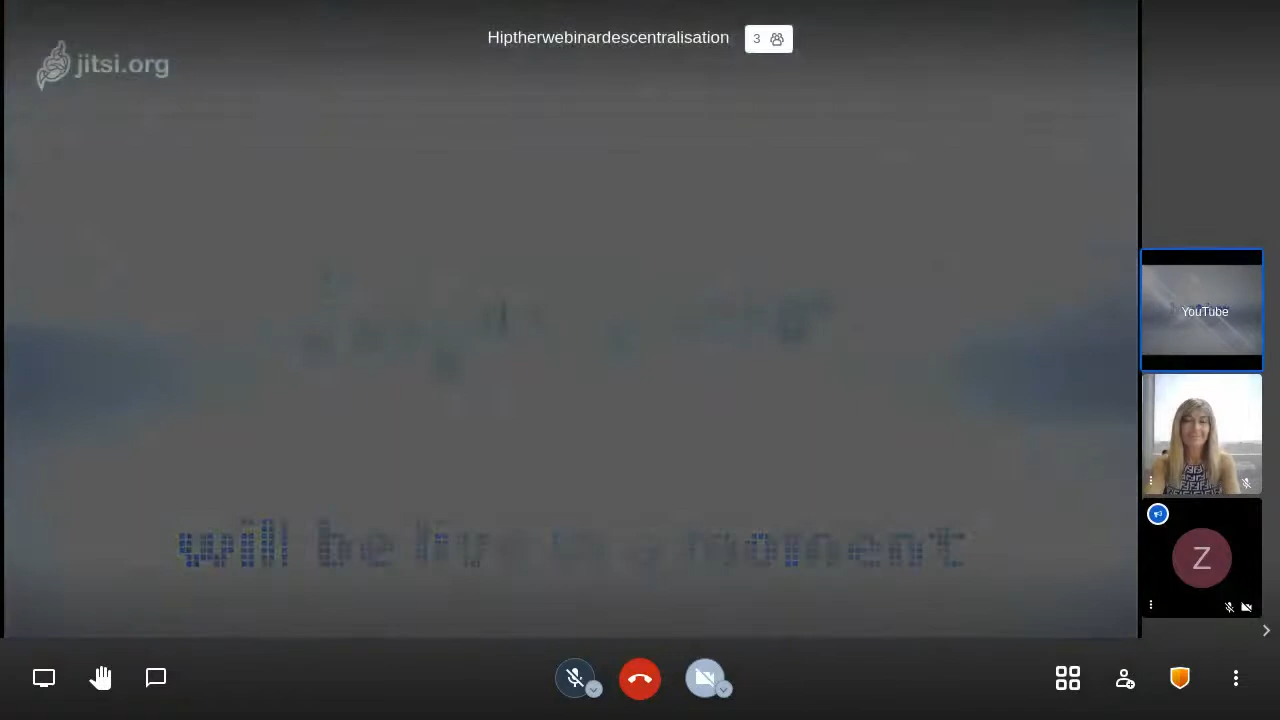 Hiptherwebinardescentralisation 3
jitsi.org
YouTube
will be live in a moment
Z